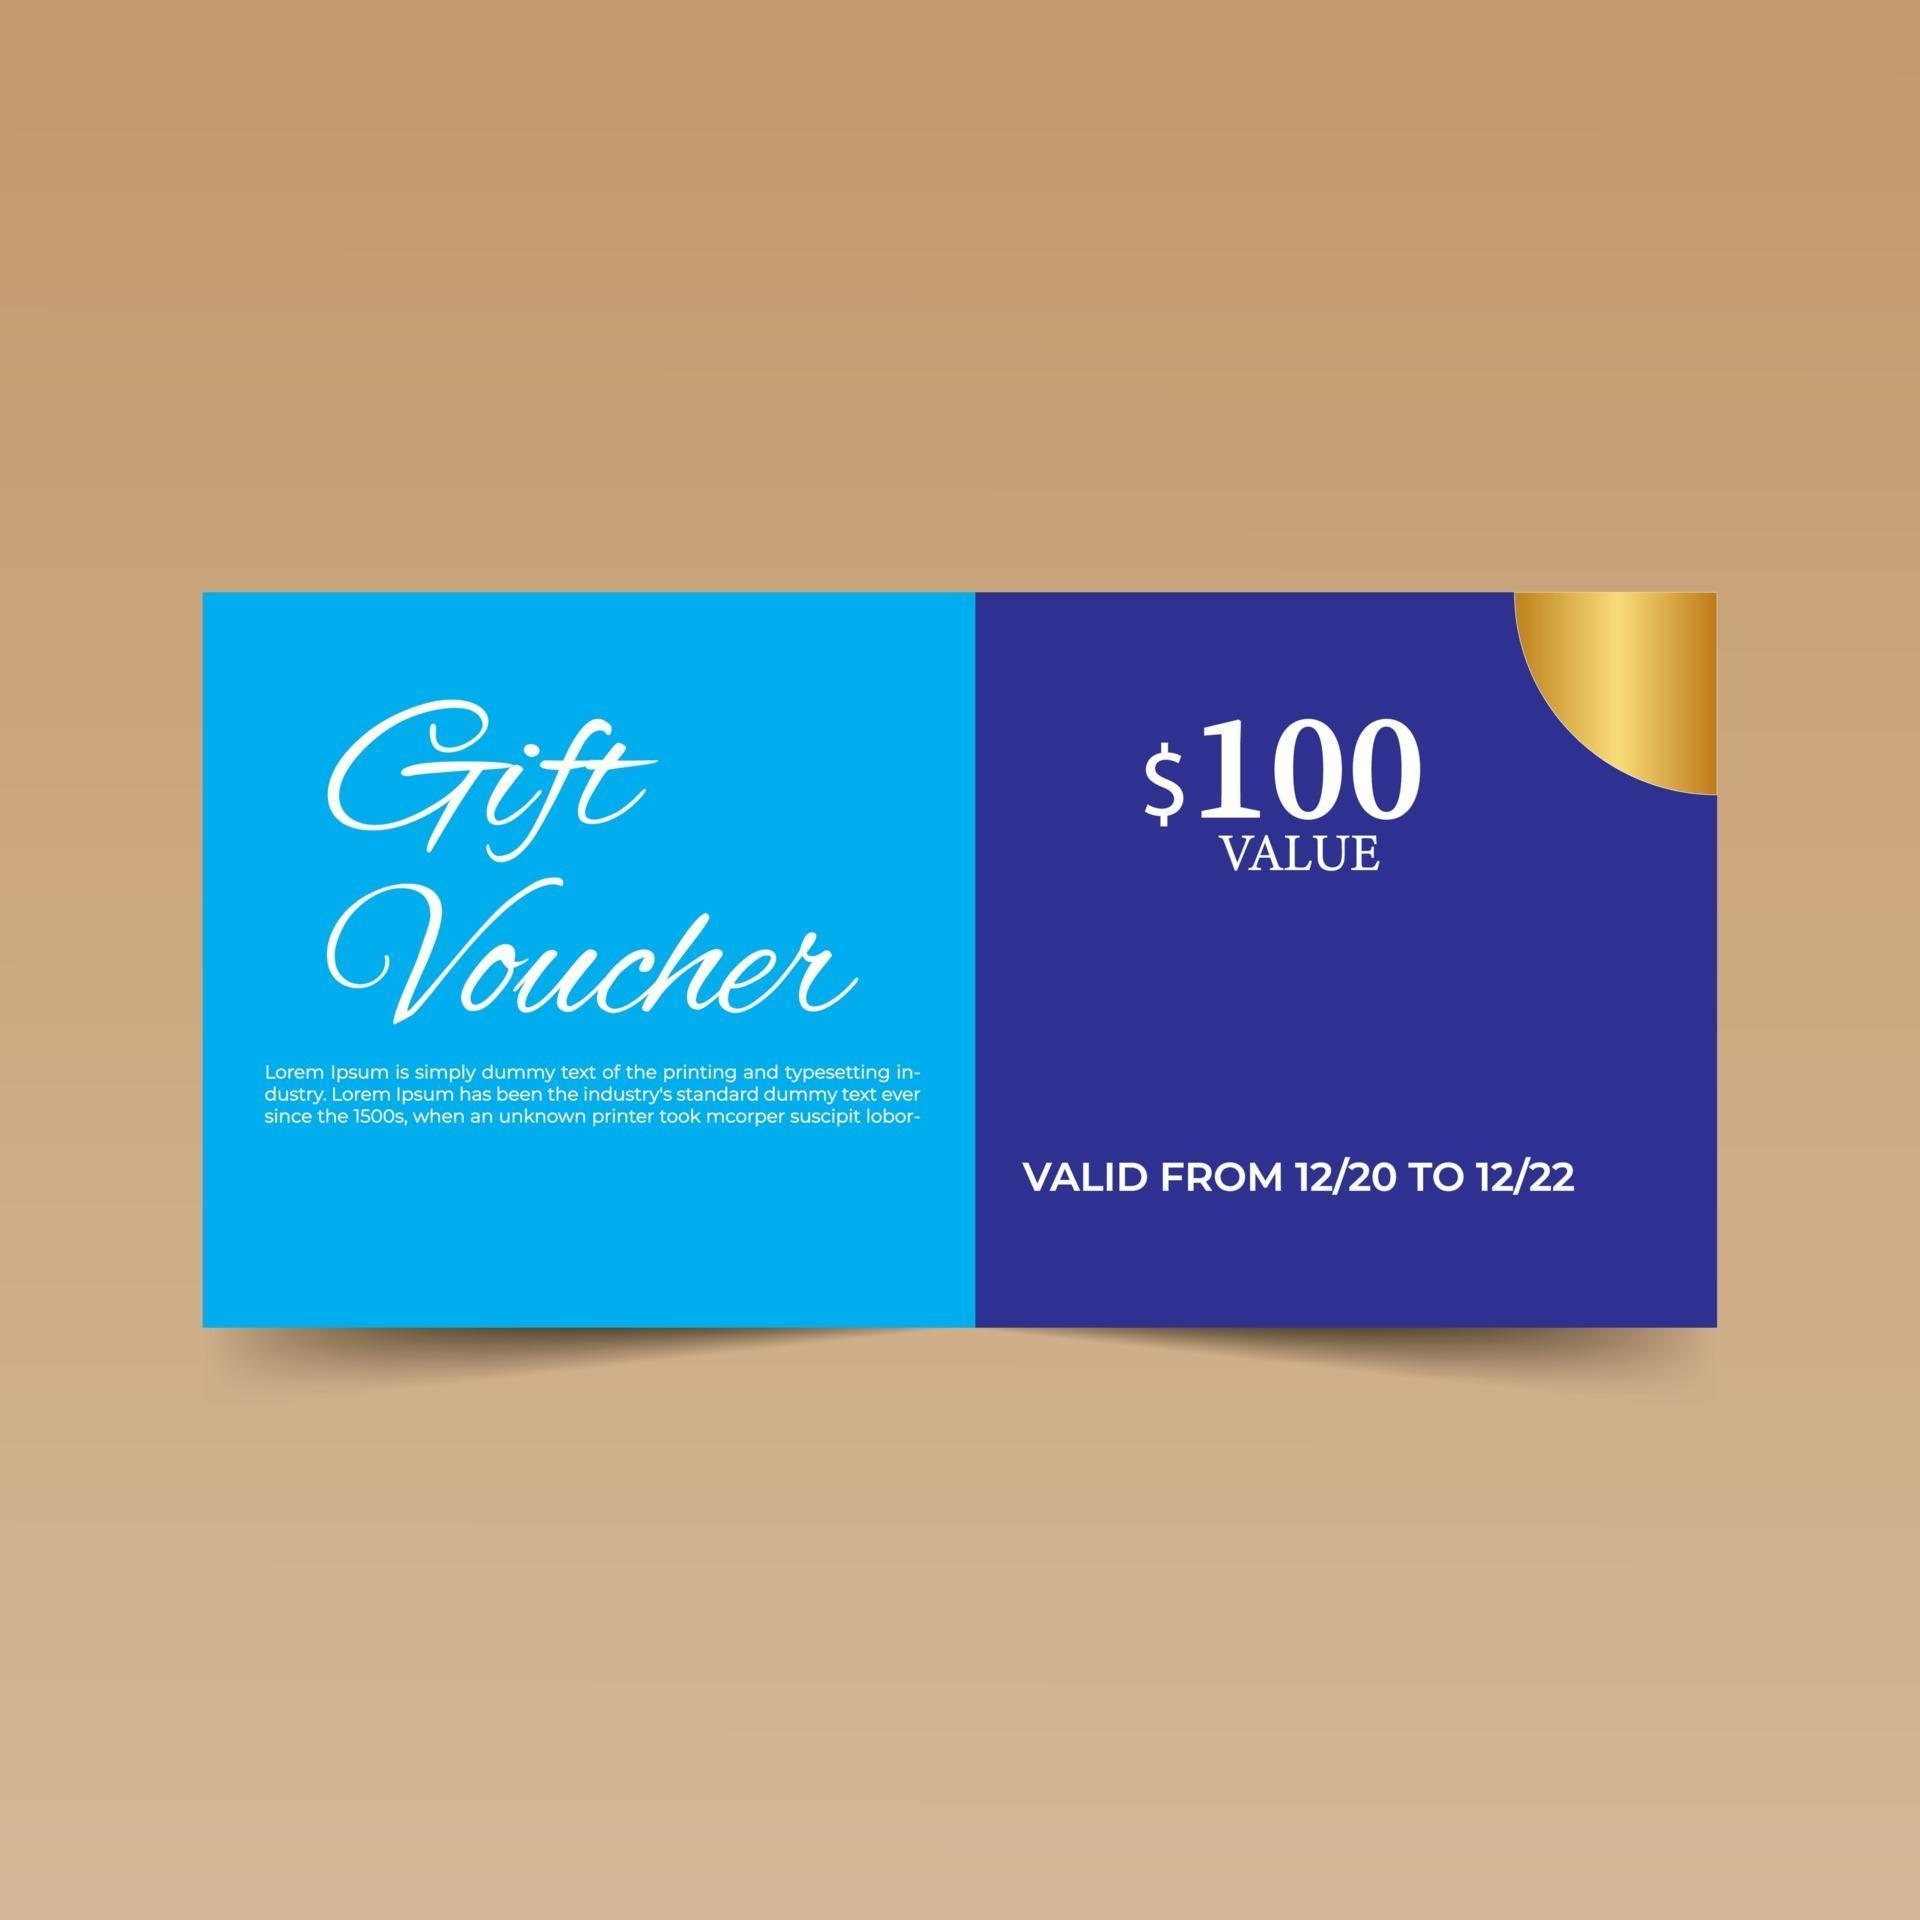 Gift
Voucher
Lorem Ipsum is simply dummy text of the printing and typesetting in-
dustry. Lorem Ipsum has been the industry's standard dummy text ever
since the 1500s, when an unknown printer took mcorper suscipit lobor-
$100
VALUE
VALID FROM 12/20 TO 12/22